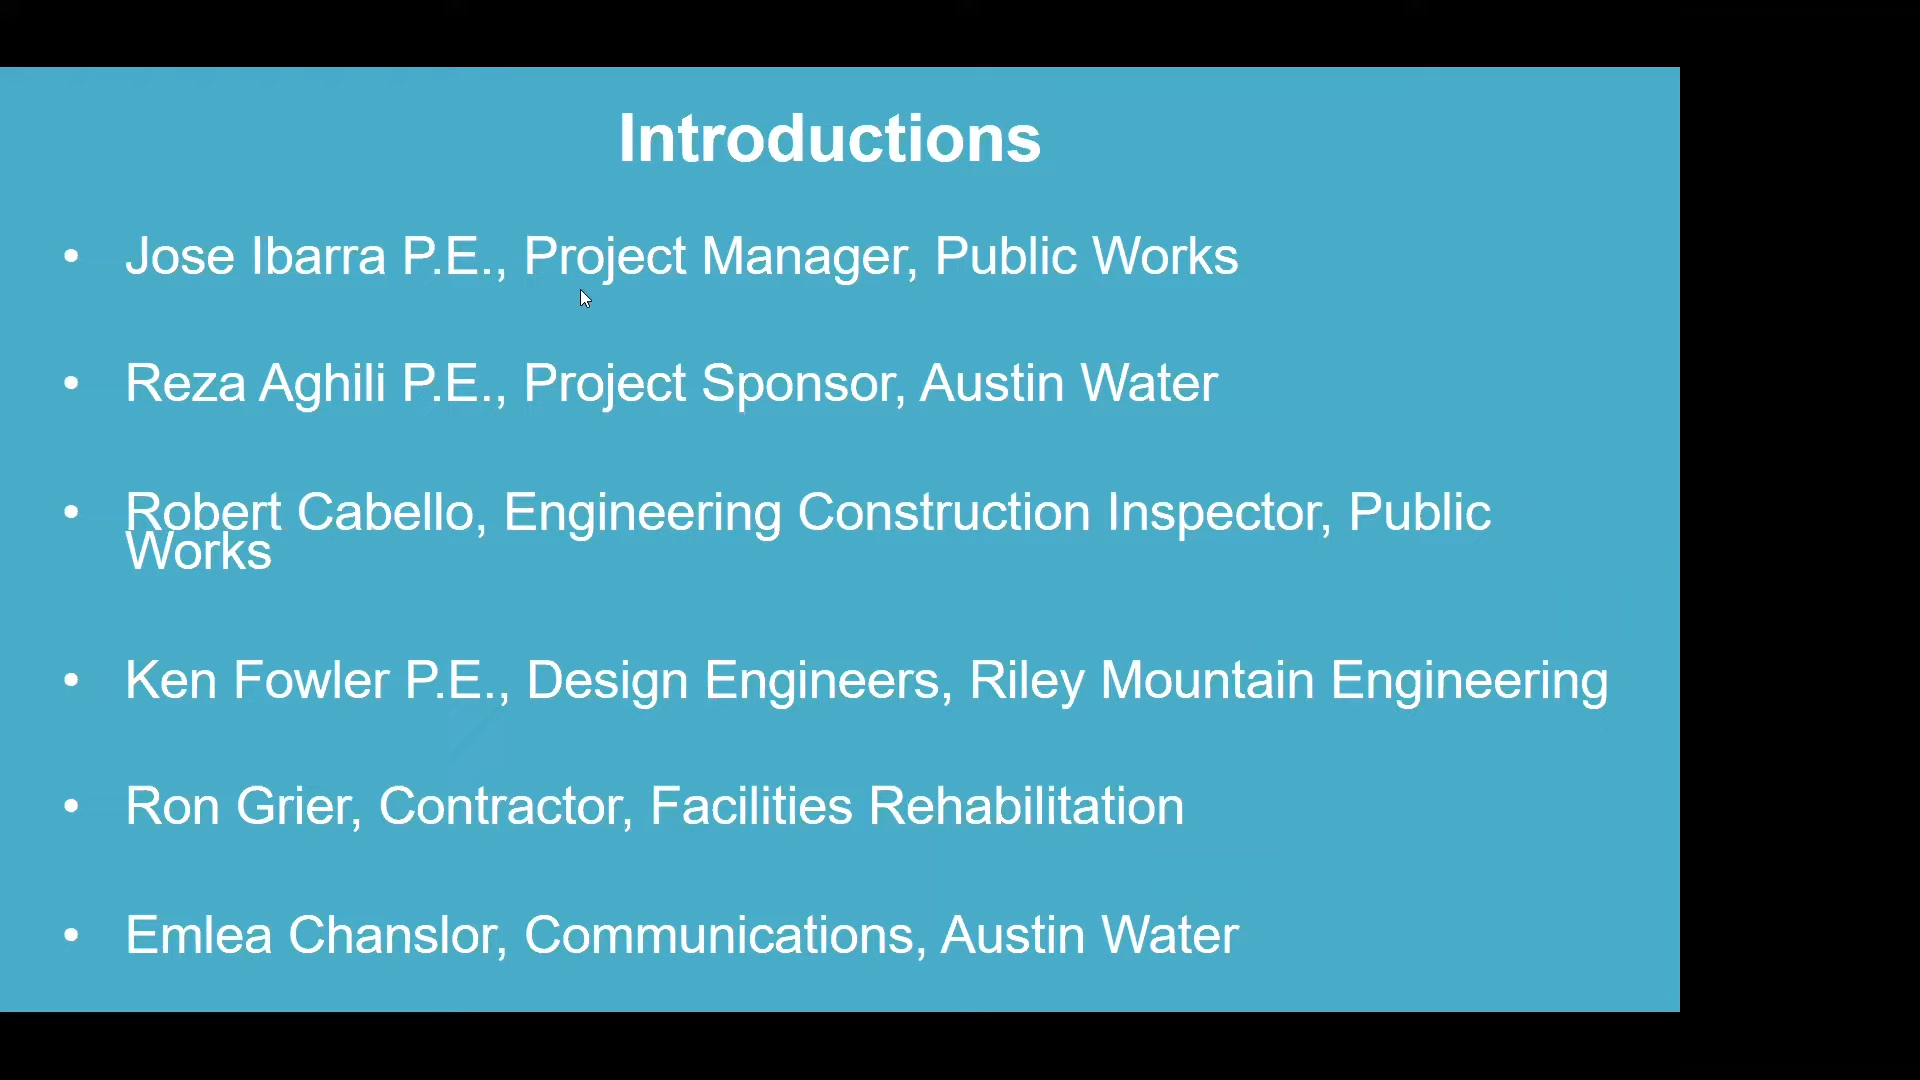 Introductions
• Jose Ibarra P.E., Project Manager, Public Works
• Reza Aghili P.E., Project Sponsor, Austin Water
• Robert Cabello, Engineering Construction Inspector, Public
Works
• Ken Fowler P.E., Design Engineers, Riley Mountain Engineering
• Ron Grier, Contractor, Facilities Rehabilitation
• Emlea Chanslor, Communications, Austin Water